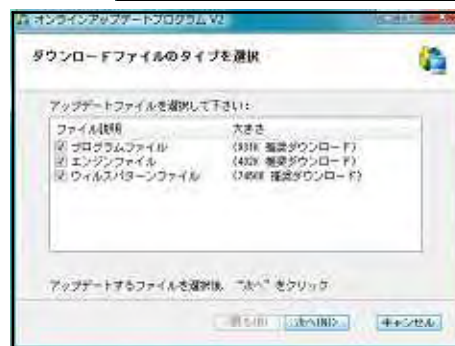 オンラインアップデートプログラム V2
ダウンロードファイルのタイプを選択
アップデートファイルを選択して下さい:
ファイル説明 大きさ
プログラムファイル 推奨ダウンロード)
エンジンファイル 推奨ダウンロード)
ウィルスパターンファイル 推奨ダウンロード)
アップデートするファイルを選択後、"次へ" をクリック
次へ(N)> キャンセル